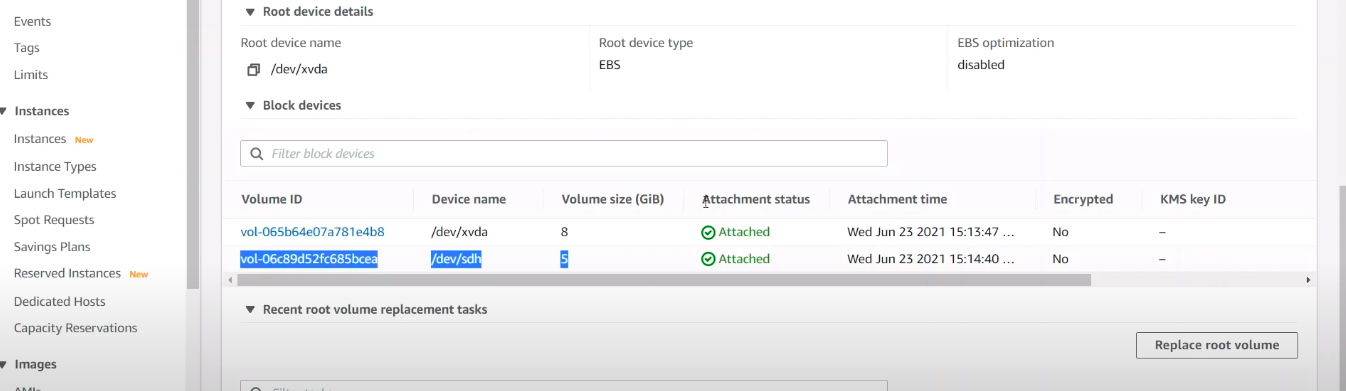 Events
Tags
Limits
Instances
Instances New
Instance Types
Launch Templates
Spot Requests
Savings Plans
Reserved Instances New
Dedicated Hosts
Capacity Reservations
Images
AMIs
Root device details
Root device name Root device type EBS optimization
/dev/xvda EBS disabled
Block devices
Filter block devices
Volume ID Device name Volume size (GiB) Attachment status Attachment time Encrypted KMS key ID
vol-065b64e07a781e4b8 /dev/xvda 8 Attached Wed Jun 23 2021 15:13:47 ... No –
vol-06c89d52fc685bcea /dev/sdh 5 Attached Wed Jun 23 2021 15:14:40 ... No –
Recent root volume replacement tasks
Replace root volume
Filter tasks